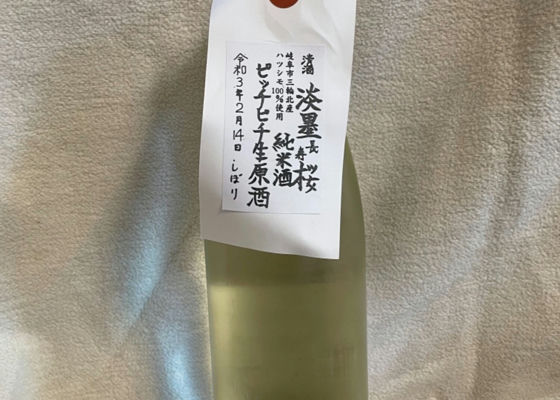 清酒
淡墨長寿桜
岐阜市三輪北産
ハツシモ100%使用
純米酒
ピッチピチ生原酒
令和3年2月14日 しぼり